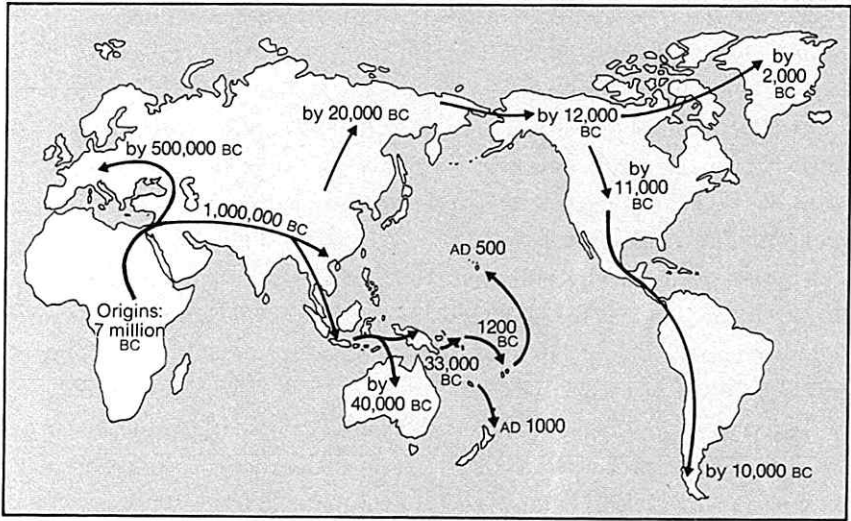 by
2,000
BC
by 20,000 BC
by 12,000
BC
by 500,000 BC
by
11,000
BC
1,000,000 BC
AD 500
Origins:
7 million
BC
1200
BC
33,000
BC
by
40,000 BC
AD 1000
by 10,000 BC